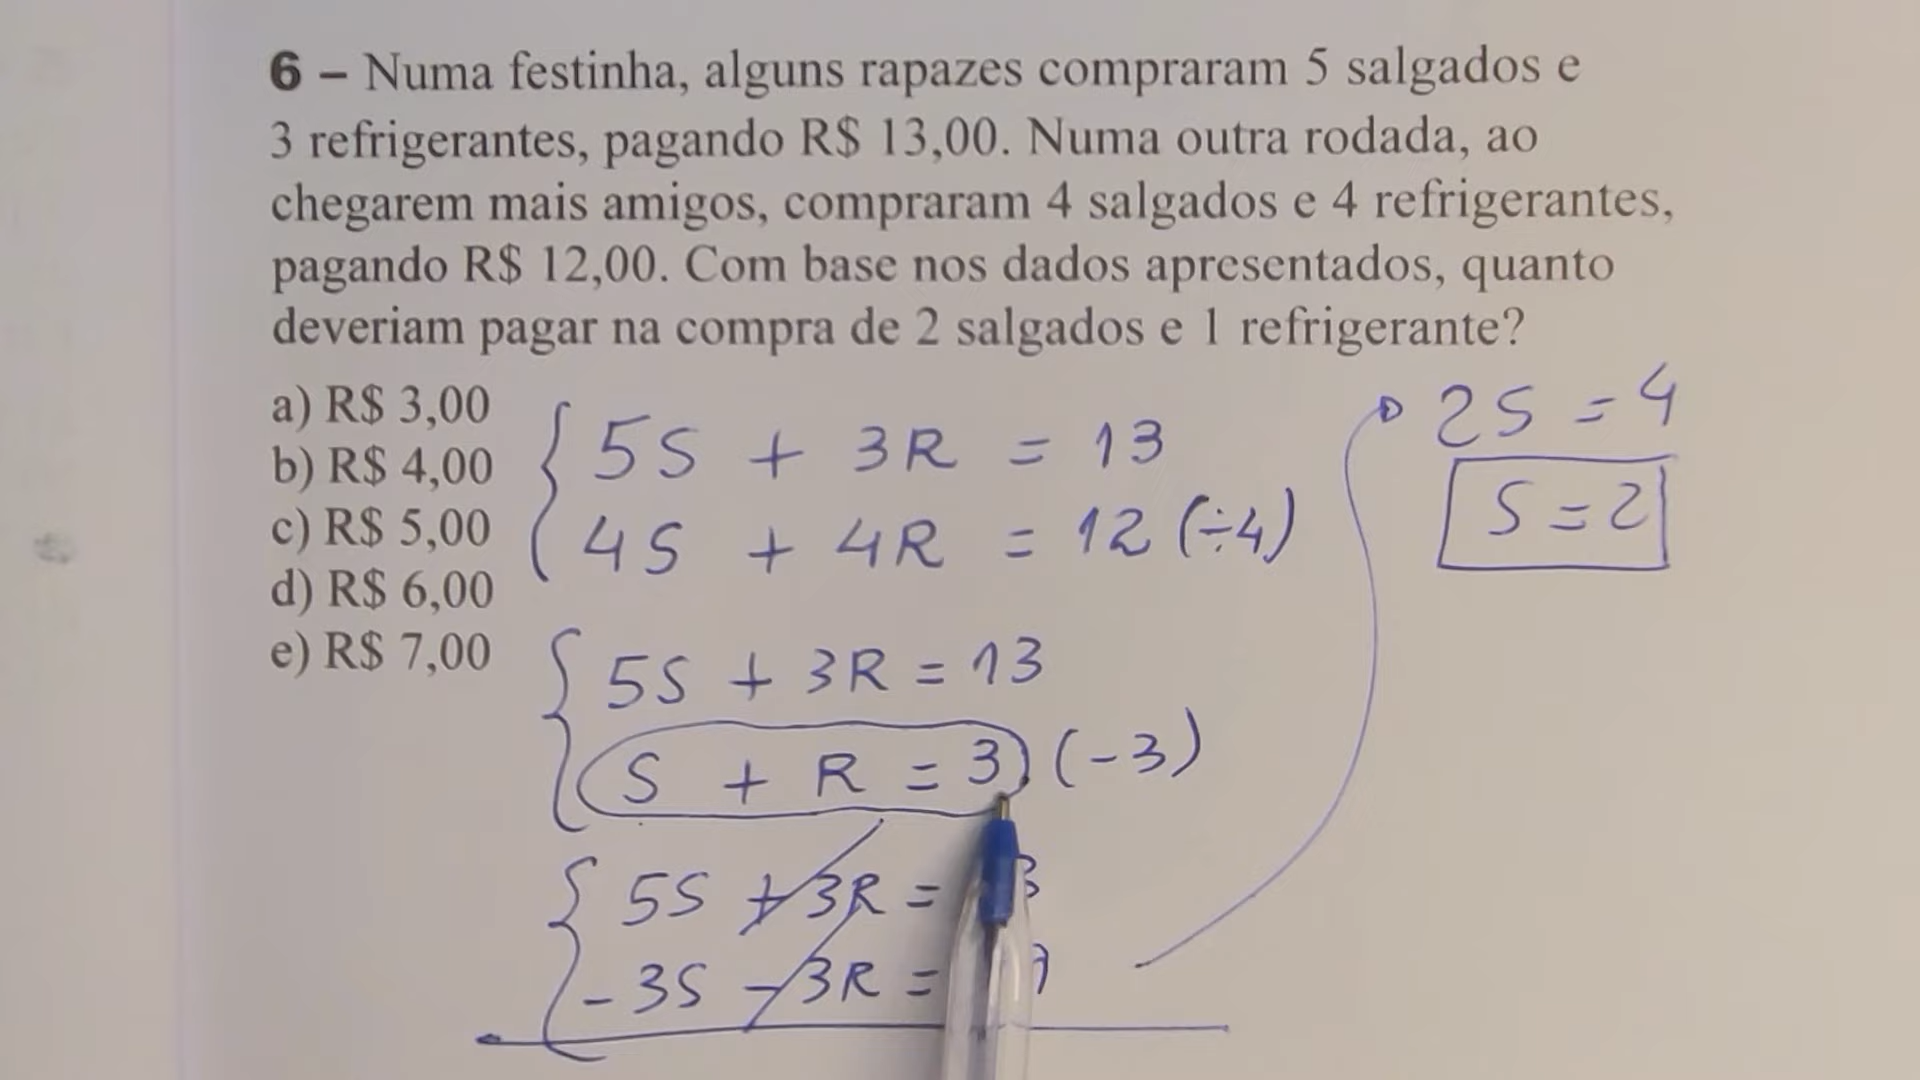 6 – Numa festinha, alguns rapazes compraram 5 salgados e
3 refrigerantes, pagando R$ 13,00. Numa outra rodada, ao
chegarem mais amigos, compraram 4 salgados e 4 refrigerantes,
pagando R$ 12,00. Com base nos dados apresentados, quanto
deveriam pagar na compra de 2 salgados e 1 refrigerante?
a) R$ 3,00
b) R$ 4,00
c) R$ 5,00
d) R$ 6,00
e) R$ 7,00
5S + 3R = 13
4S + 4R = 12 (÷4)
5S + 3R = 13
S + R = 3 (-3)
5S + 3R =
-3S - 3R =
2S = 4
S = 2